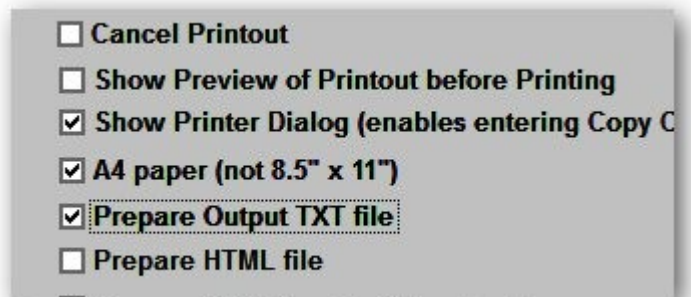 Cancel Printout
Show Preview of Printout before Printing
Show Printer Dialog (enables entering Copy C
A4 paper (not 8.5" x 11")
Prepare Output TXT file
Prepare HTML file